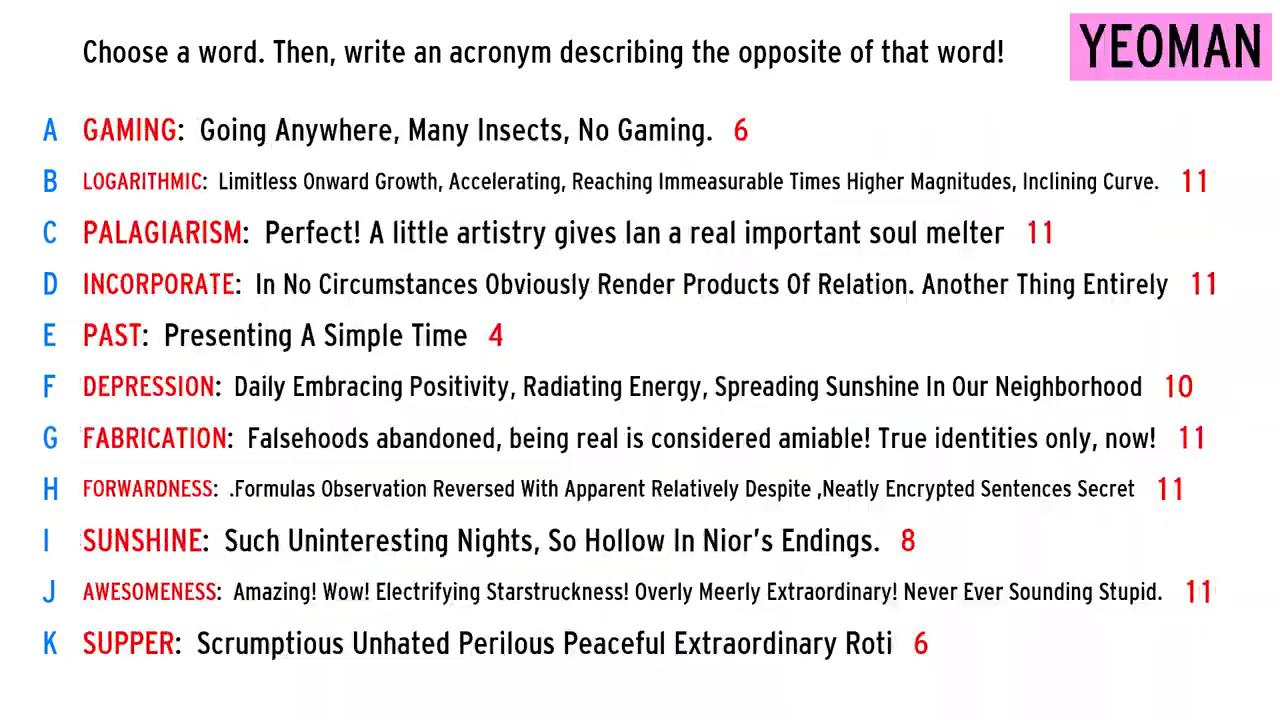 Choose a word. Then, write an acronym describing the opposite of that word!
YEOMAN
A GAMING: Going Anywhere, Many Insects, No Gaming. 6
B LOGARITHMIC: Limitless Onward Growth, Accelerating, Reaching Immeasurable Times Higher Magnitudes, Inclining Curve. 11
C PALAGIARISM: Perfect! A little artistry gives Ian a real important soul melter 11
D INCORPORATE: In No Circumstances Obviously Render Products Of Relation. Another Thing Entirely 11
E PAST: Presenting A Simple Time 4
F DEPRESSION: Daily Embracing Positivity, Radiating Energy, Spreading Sunshine In Our Neighborhood 10
G FABRICATION: Falsehoods abandoned, being real is considered amiable! True identities only, now! 11
H FORWARDNESS: .Formulas Observation Reversed With Apparent Relatively Despite ,Neatly Encrypted Sentences Secret 11
I SUNSHINE: Such Uninteresting Nights, So Hollow In Nior's Endings. 8
J AWESOMENESS: Amazing! Wow! Electrifying Starstruckness! Overly Meerly Extraordinary! Never Ever Sounding Stupid. 11
K SUPPER: Scrumptious Unhated Perilous Peaceful Extraordinary Roti 6